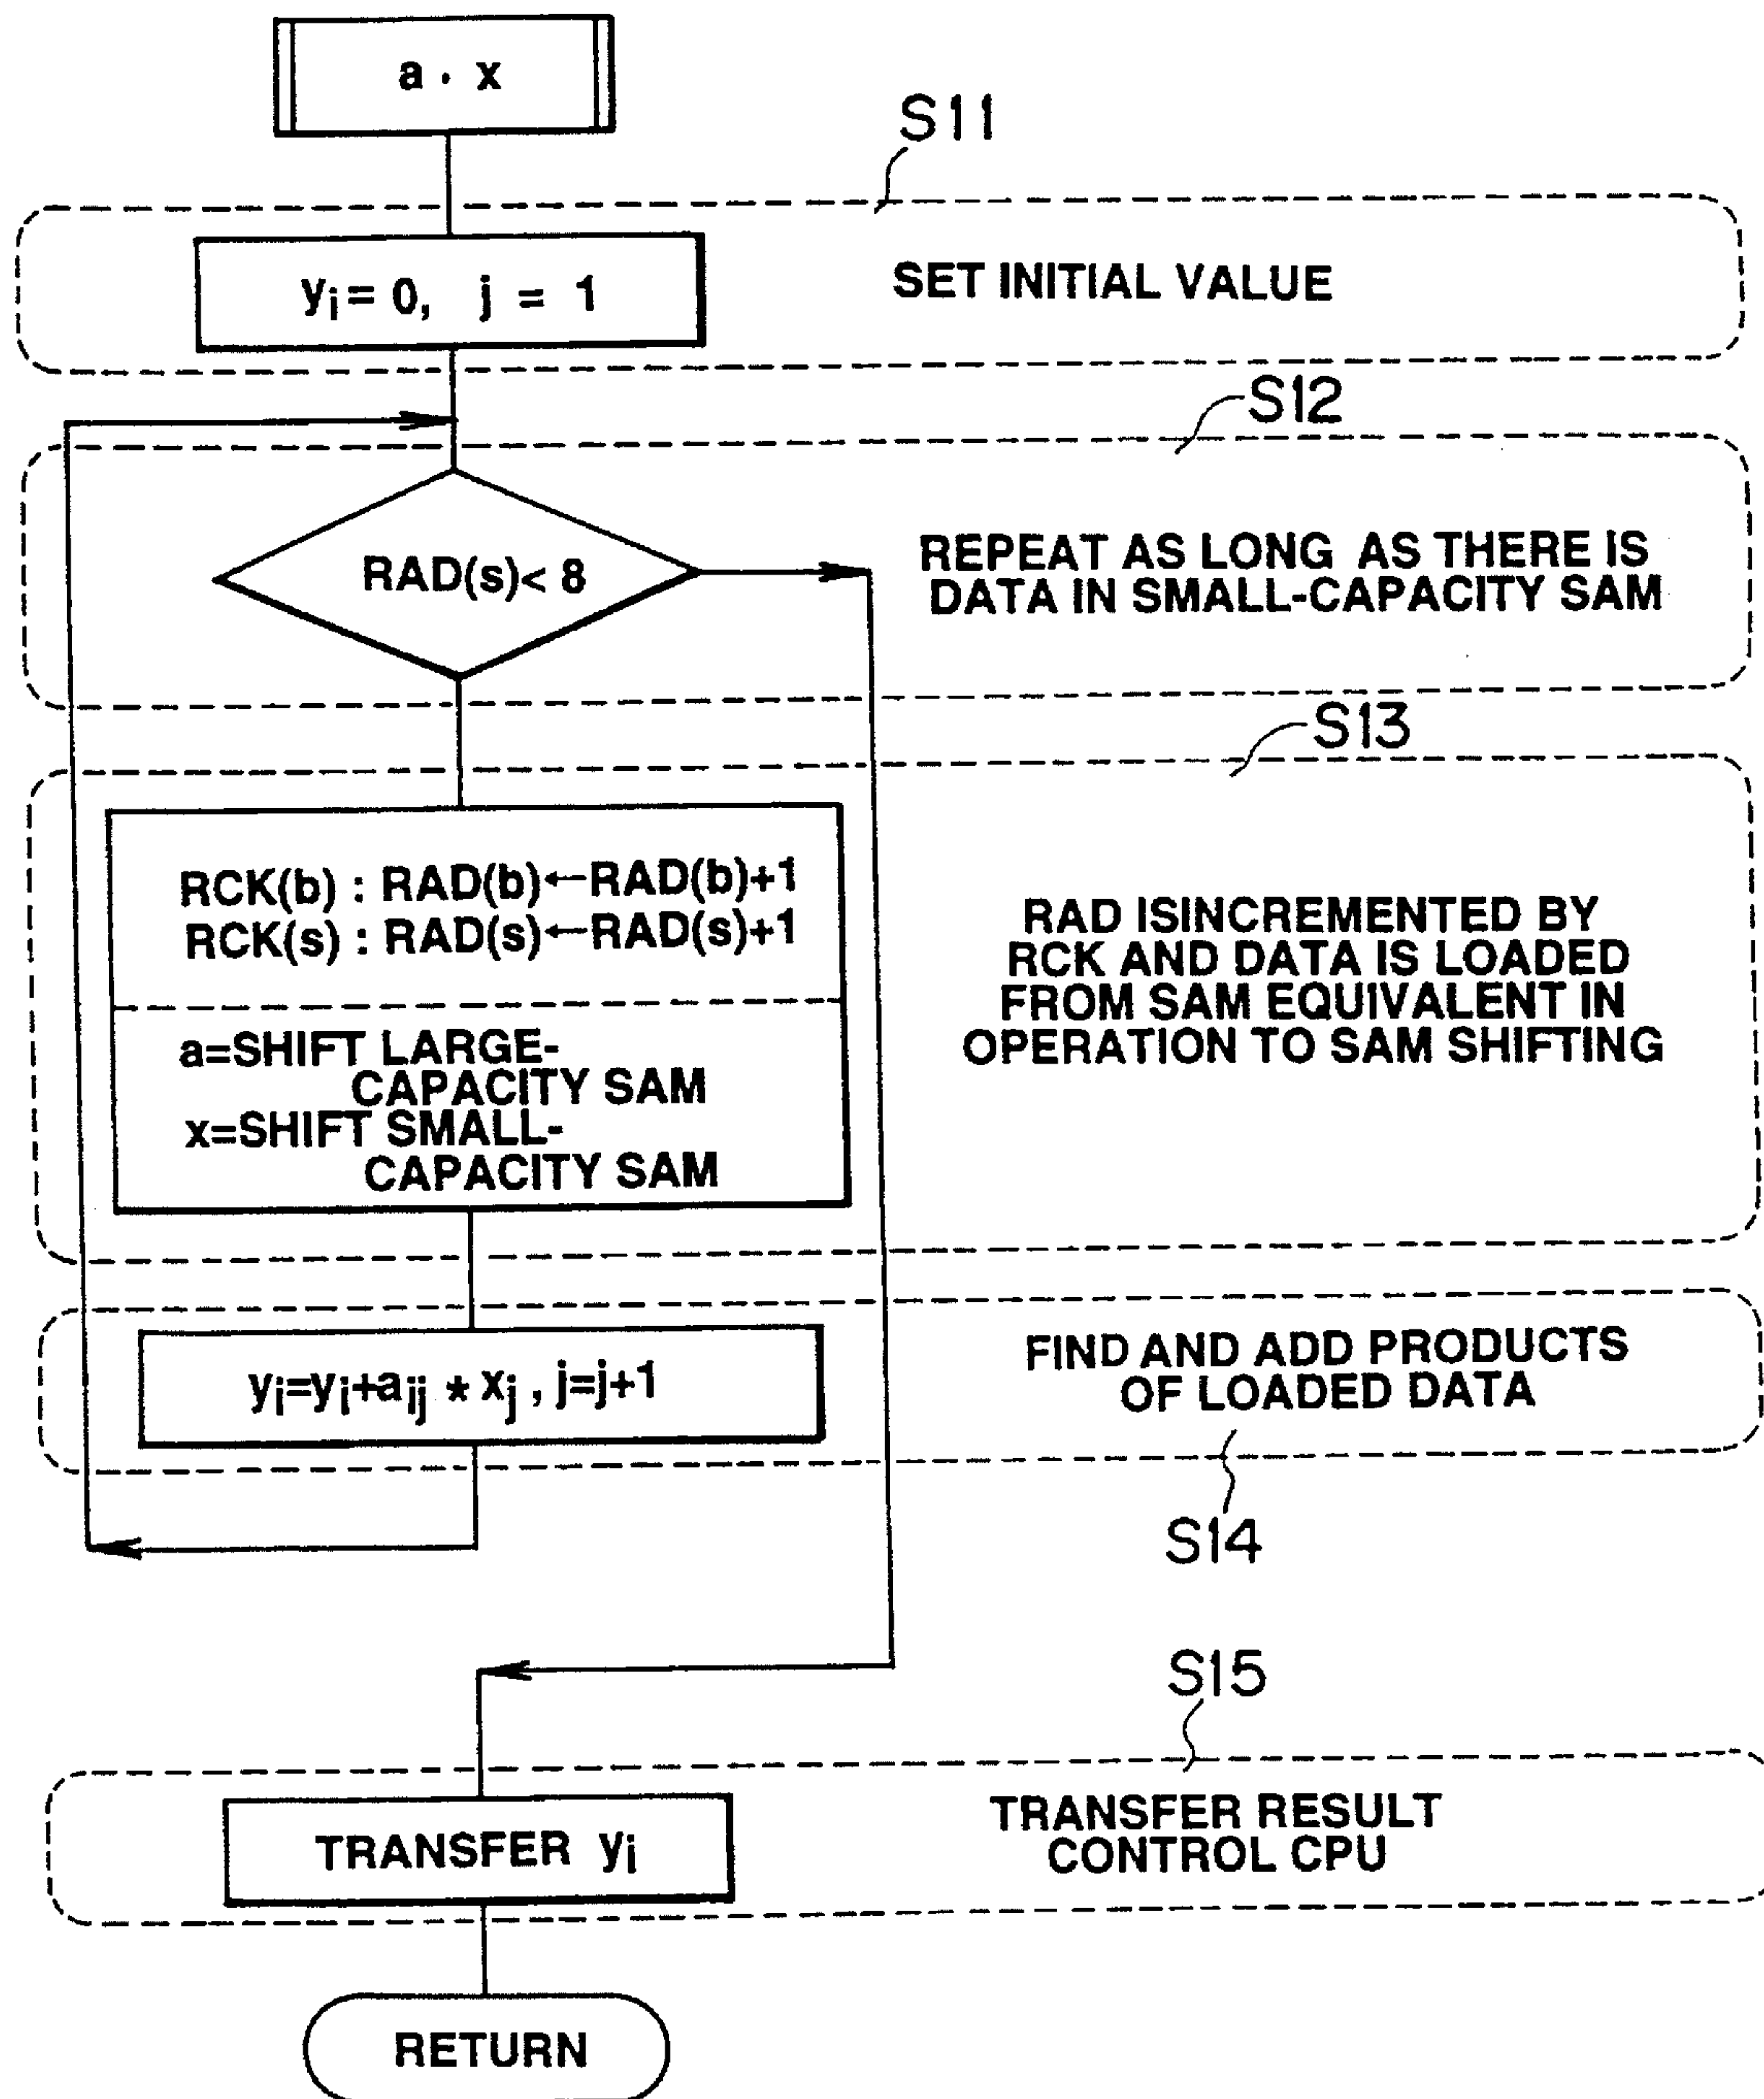 a · x
S11
yi = 0, j = 1
SET INITIAL VALUE
S12
RAD(s)< 8
REPEAT AS LONG AS THERE IS
DATA IN SMALL-CAPACITY SAM
S13
RCK(b) : RAD(b)←RAD(b)+1
RCK(s) : RAD(s)←RAD(s)+1
a=SHIFT LARGE-
CAPACITY SAM
x=SHIFT SMALL-
CAPACITY SAM
RAD ISINCREMENTED BY
RCK AND DATA IS LOADED
FROM SAM EQUIVALENT IN
OPERATION TO SAM SHIFTING
yi=yi+aij * xj , j=j+1
FIND AND ADD PRODUCTS
OF LOADED DATA
S14
S15
TRANSFER yi
TRANSFER RESULT
CONTROL CPU
RETURN